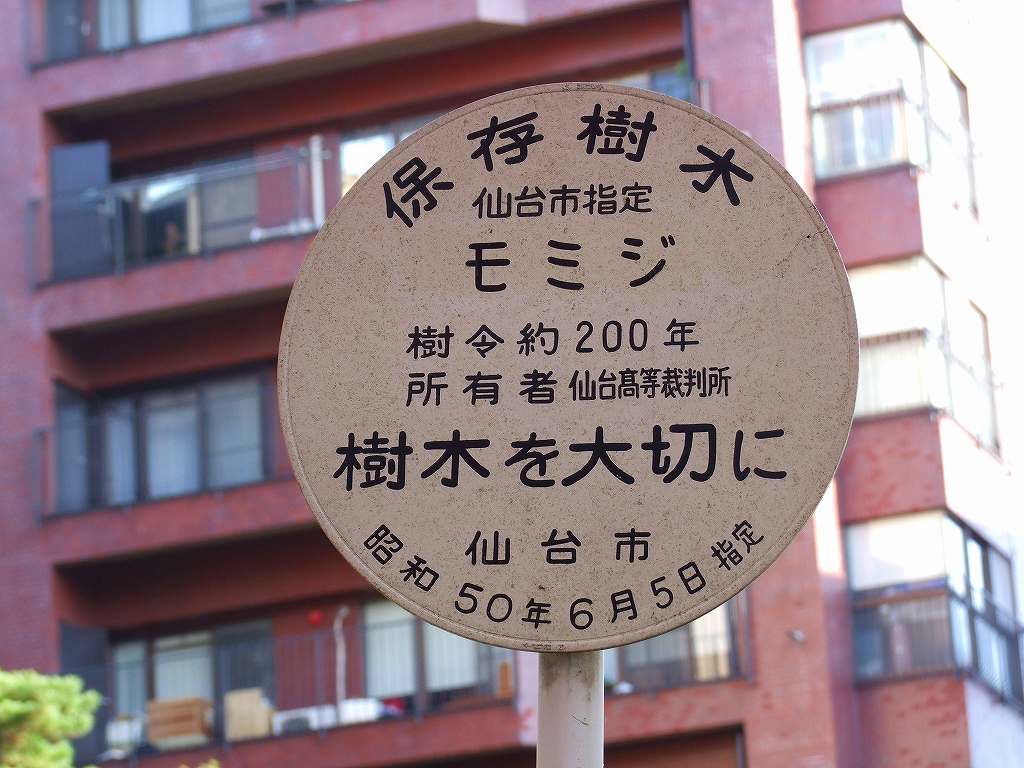 保存樹木
仙台市指定
モミジ
樹令約200年
所有者 仙台高等裁判所
樹木を大切に
仙台市
昭和50年6月5日指定